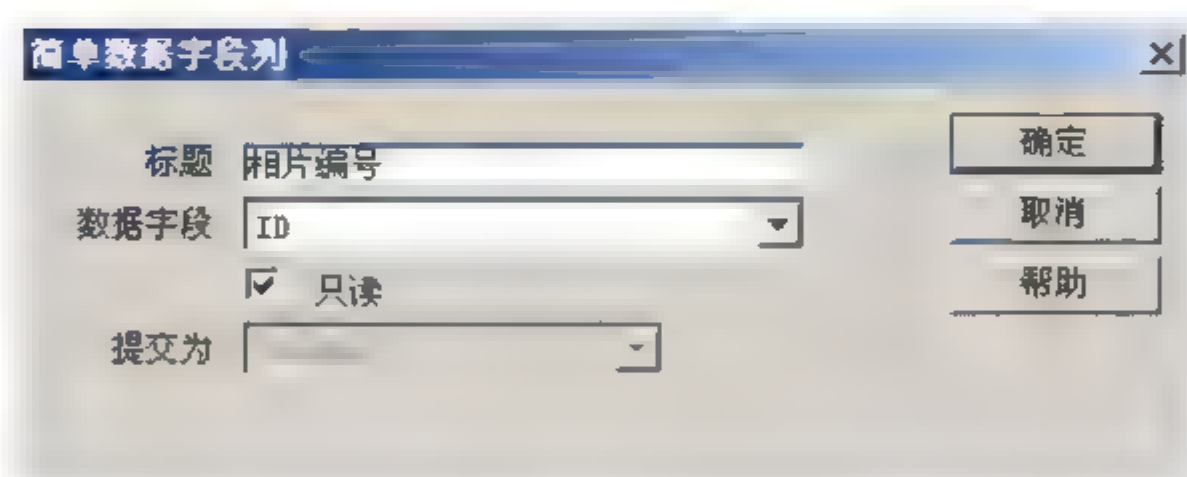 简单数据字段列
标题 相片编号
数据字段 ID
只读
提交为
确定
取消
帮助